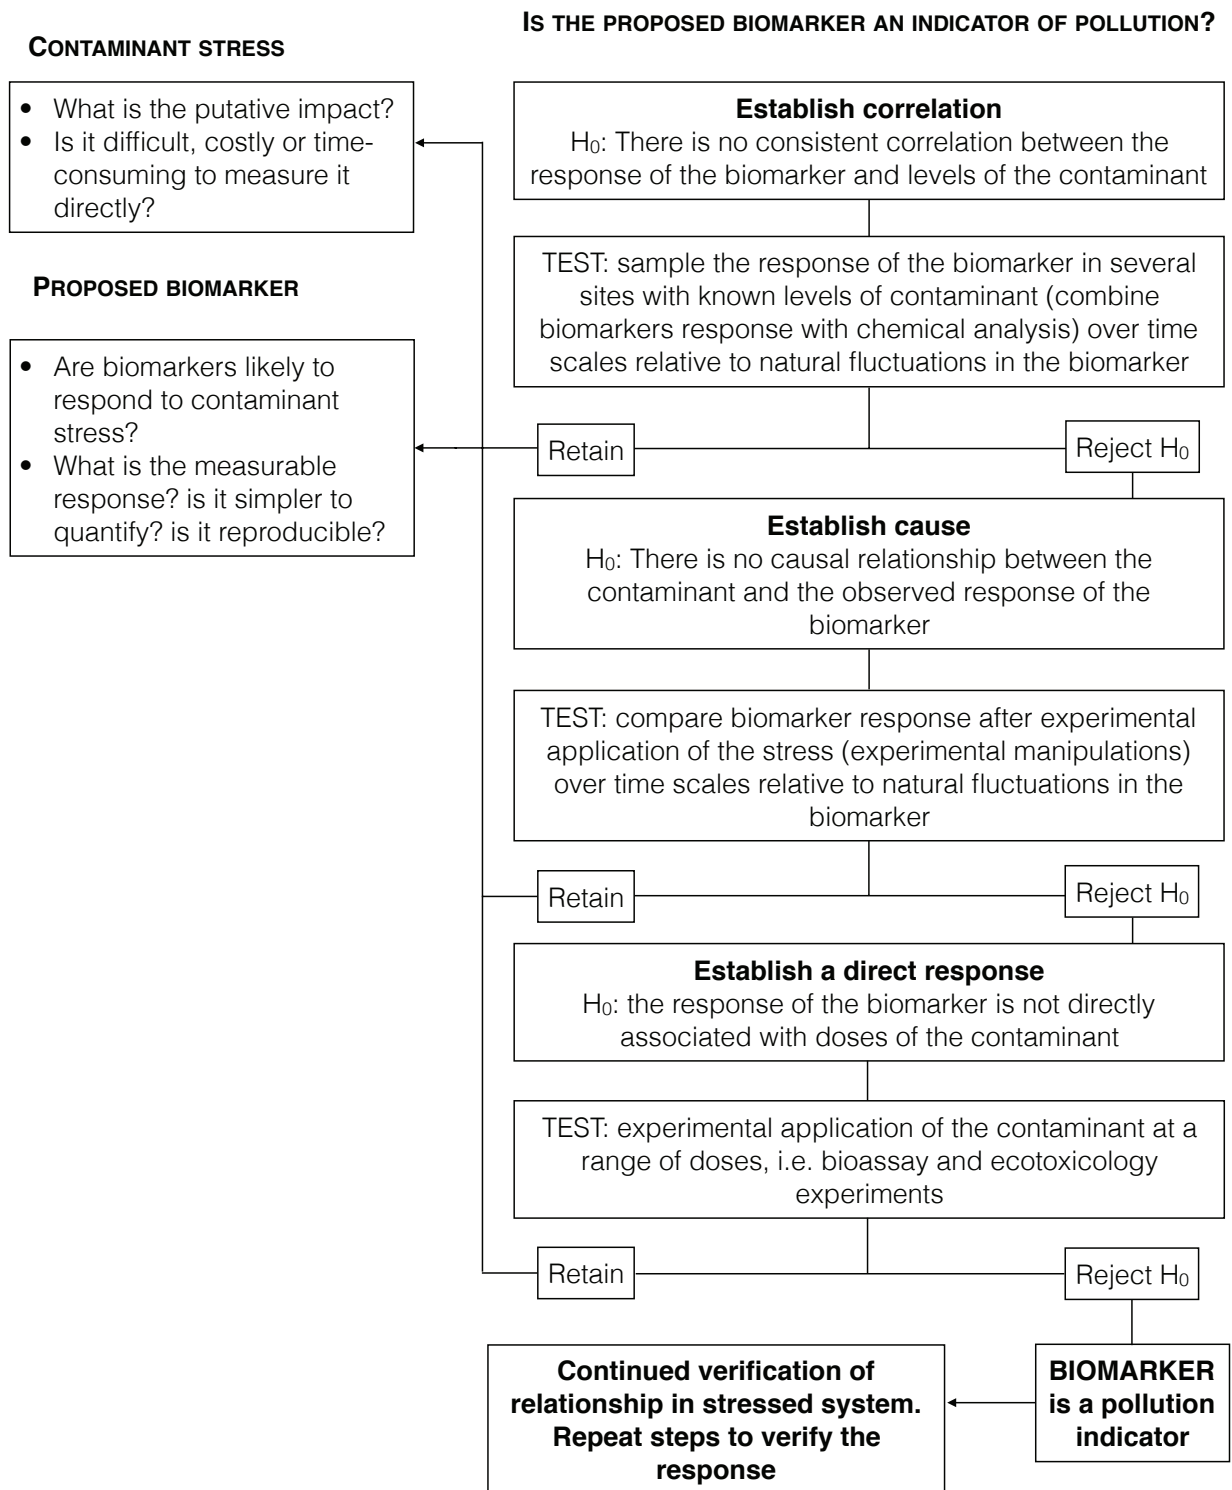 IS THE PROPOSED BIOMARKER AN INDICATOR OF POLLUTION?
CONTAMINANT STRESS
• What is the putative impact?
• Is it difficult, costly or time-
consuming to measure it
directly?
PROPOSED BIOMARKER
• Are biomarkers likely to
respond to contaminant
stress?
• What is the measurable
response? is it simpler to
quantify? is it reproducible?
Establish correlation
H₀: There is no consistent correlation between the
response of the biomarker and levels of the contaminant
TEST: sample the response of the biomarker in several
sites with known levels of contaminant (combine
biomarkers response with chemical analysis) over time
scales relative to natural fluctuations in the biomarker
Retain
Reject H₀
Establish cause
H₀: There is no causal relationship between the
contaminant and the observed response of the
biomarker
TEST: compare biomarker response after experimental
application of the stress (experimental manipulations)
over time scales relative to natural fluctuations in the
biomarker
Retain
Reject H₀
Establish a direct response
H₀: the response of the biomarker is not directly
associated with doses of the contaminant
TEST: experimental application of the contaminant at a
range of doses, i.e. bioassay and ecotoxicology
experiments
Retain
Reject H₀
BIOMARKER
is a pollution
indicator
Continued verification of
relationship in stressed system.
Repeat steps to verify the
response